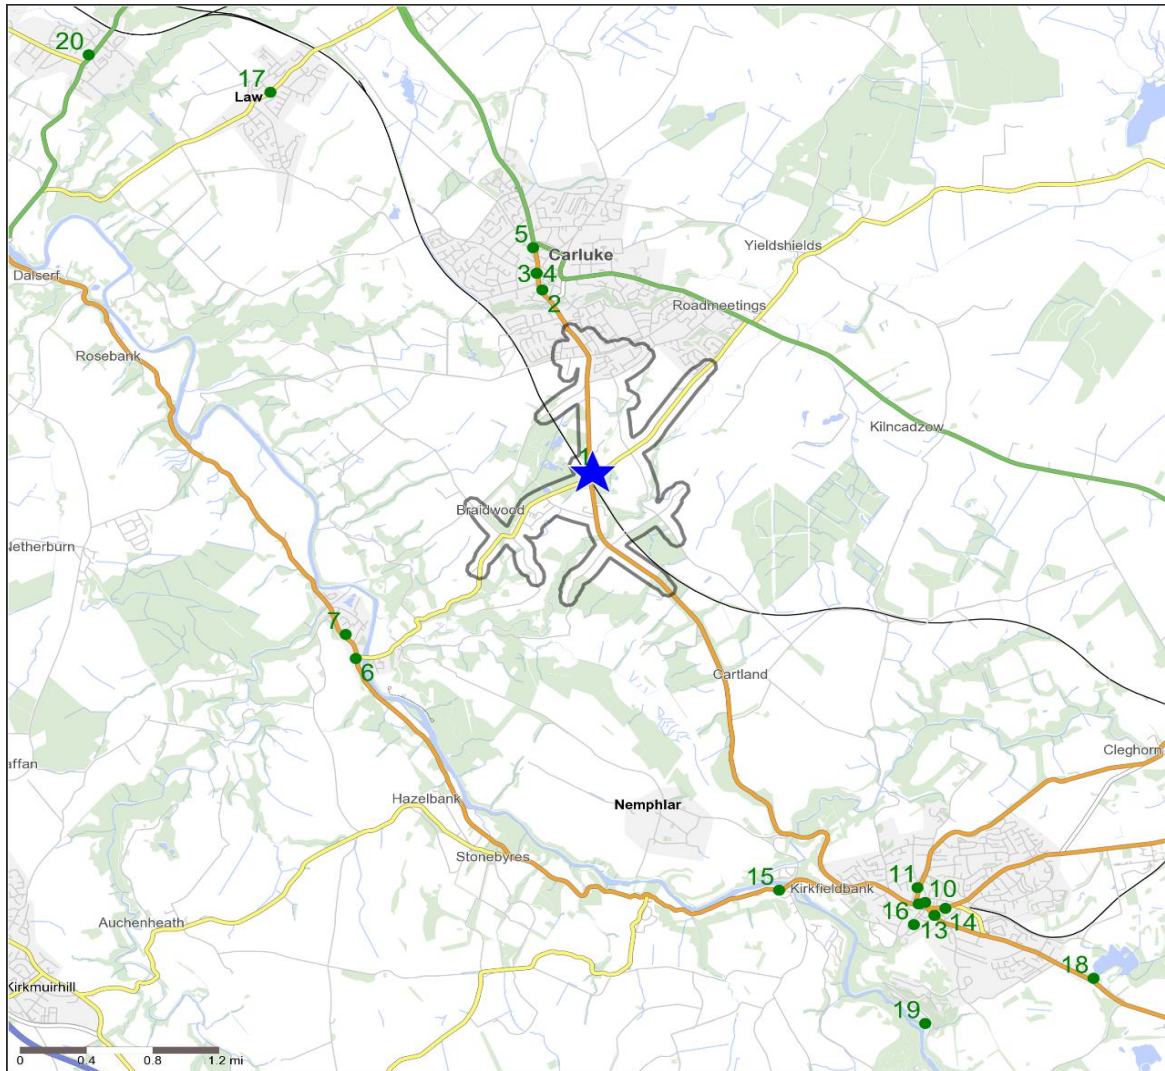 20
17
Law
5
Carluke
3 4
2
Yieldshields
Roadmeetings
Dalserf
Rosebank
Kilncadzow
1
Braidwood
Netherburn
7
6
Cartland
Cleghorn
affan
Hazelbank
Nemphlar
Stonebyres
15
Kirkfieldbank
11
10
16
13
14
Auchenheath
18
Kirkmuirhill
19
0 0.4 0.8 1.2 mi